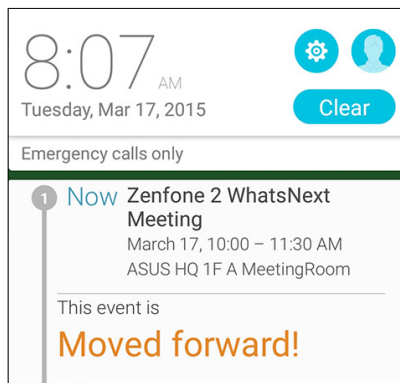 8:07 AM
Tuesday, Mar 17, 2015
Clear
Emergency calls only
1 Now Zenfone 2 WhatsNext
Meeting
March 17, 10:00 – 11:30 AM
ASUS HQ 1F A MeetingRoom
This event is
Moved forward!